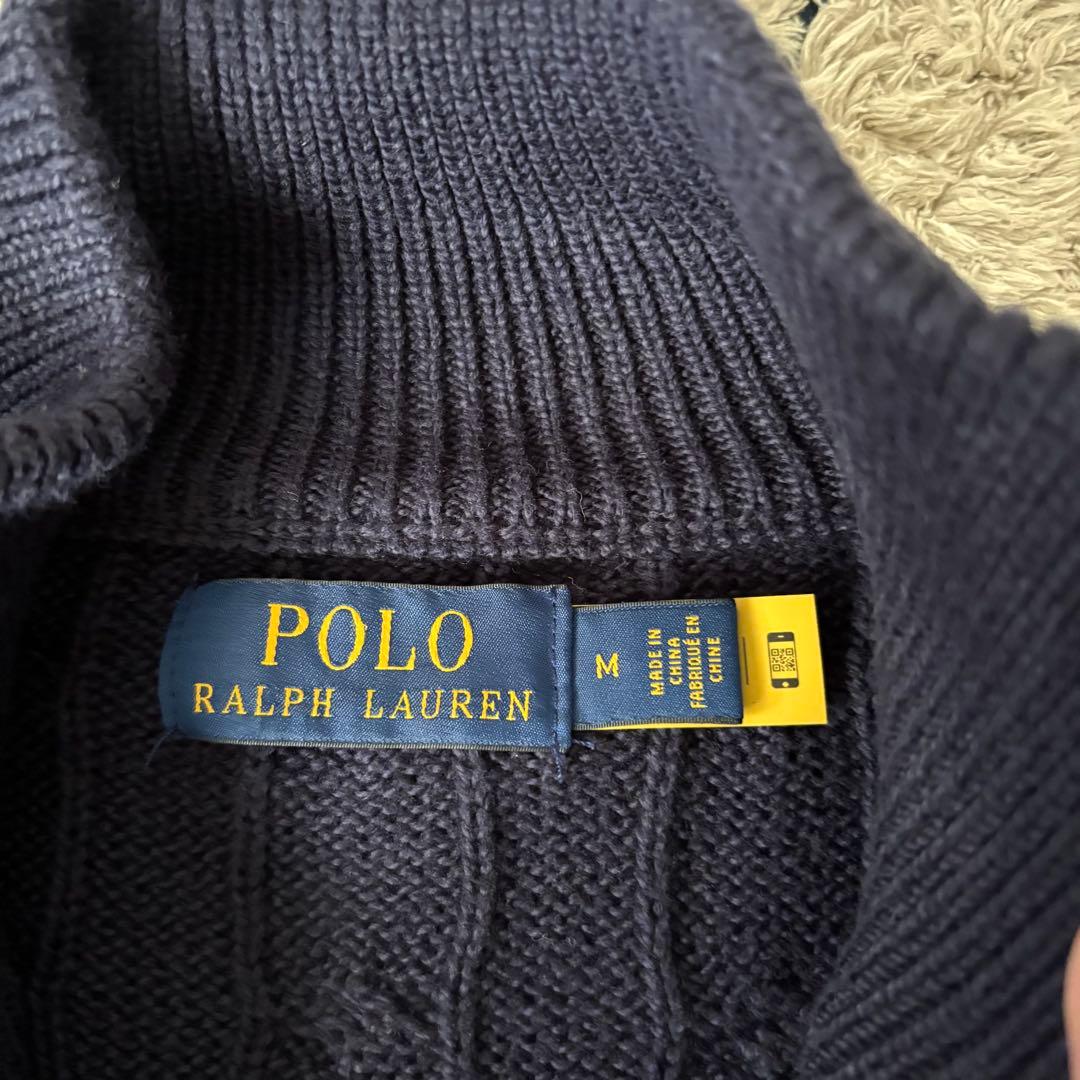 POLO
RALPH LAUREN
M
MADE IN
CHINA
FABRIQUÉ EN
CHINE